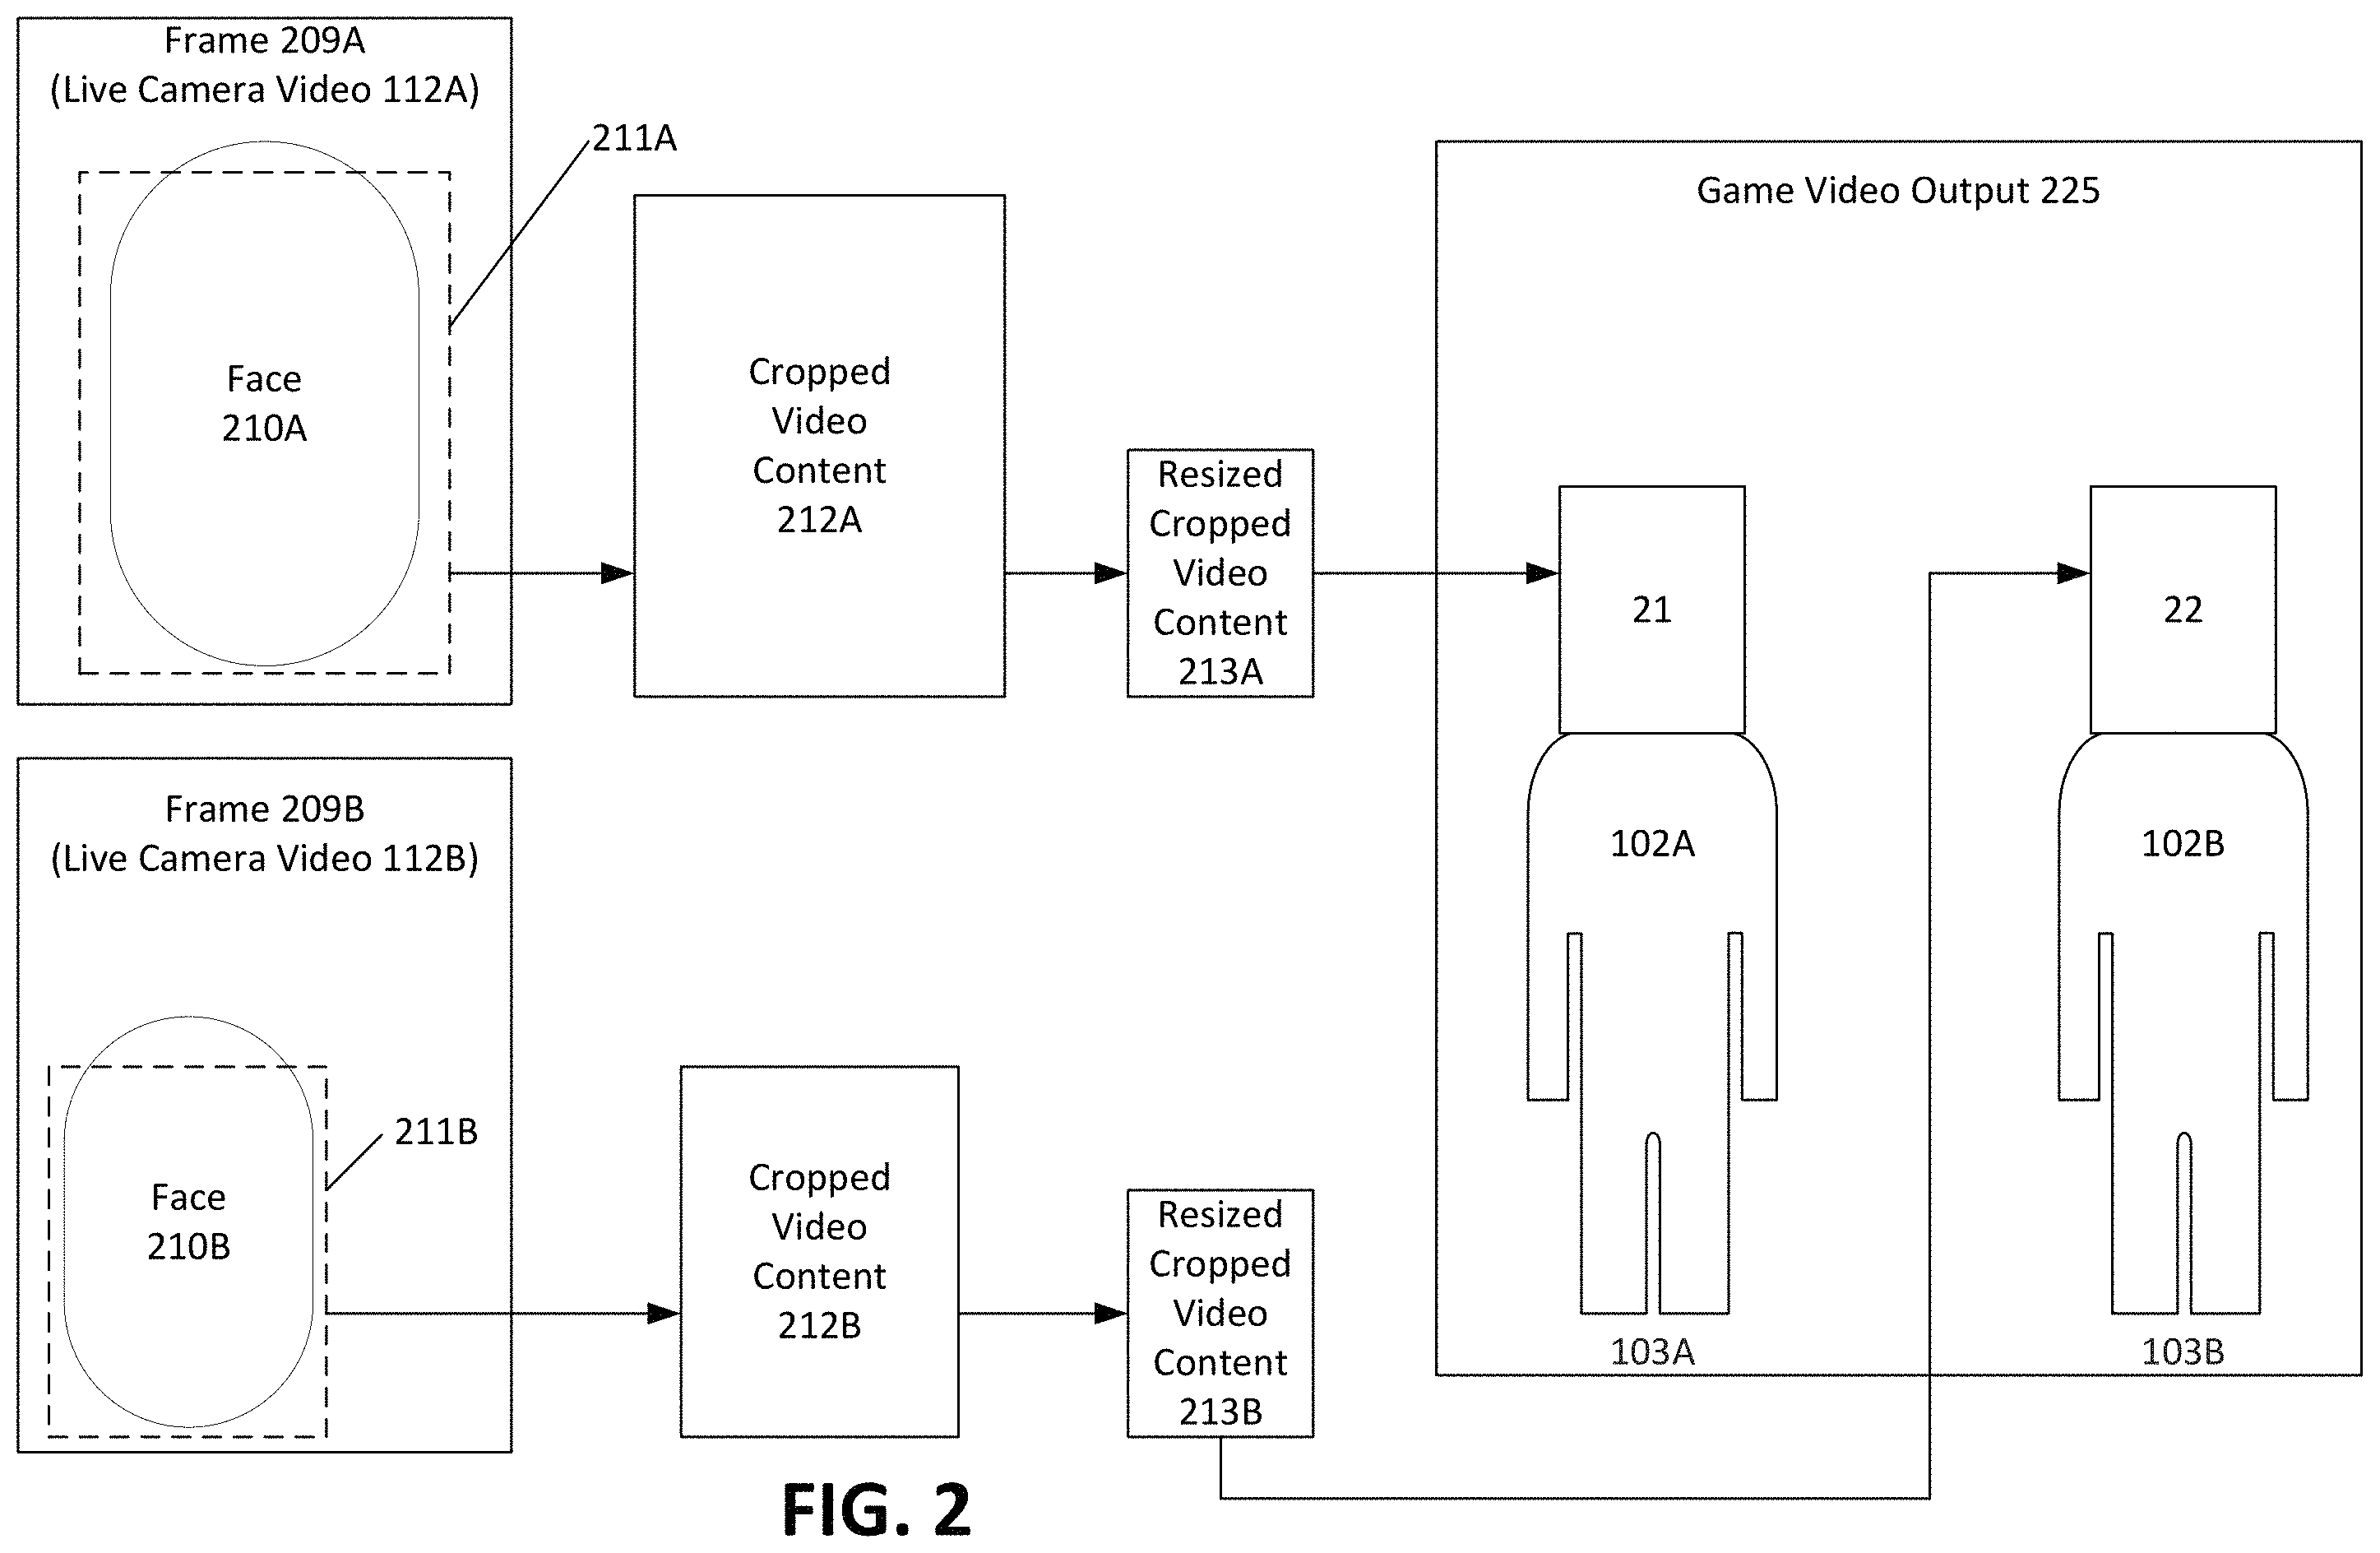 Frame 209A
(Live Camera Video 112A)
211A
Face
210A
Cropped
Video
Content
212A
Resized
Cropped
Video
Content
213A
Game Video Output 225
21
22
102A
102B
103A
103B
Frame 209B
(Live Camera Video 112B)
211B
Face
210B
Cropped
Video
Content
212B
Resized
Cropped
Video
Content
213B
FIG. 2